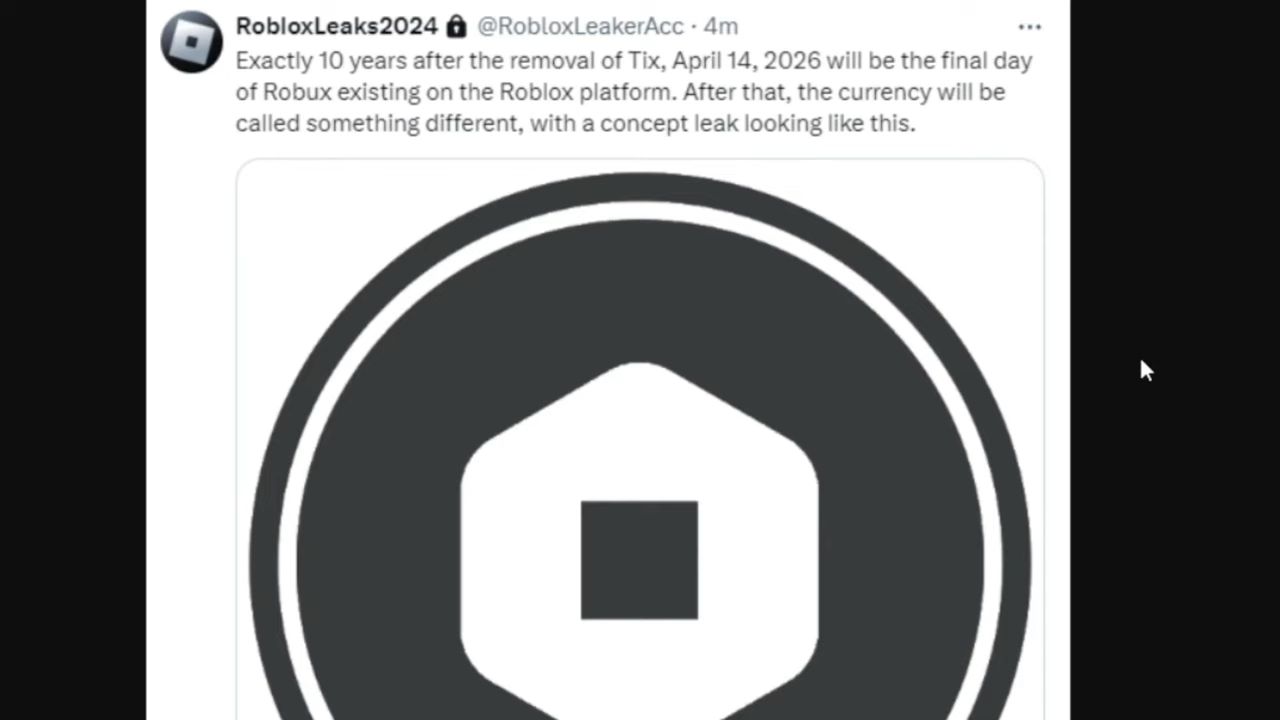 RobloxLeaks2024 @RobloxLeakerAcc · 4m
Exactly 10 years after the removal of Tix, April 14, 2026 will be the final day
of Robux existing on the Roblox platform. After that, the currency will be
called something different, with a concept leak looking like this.